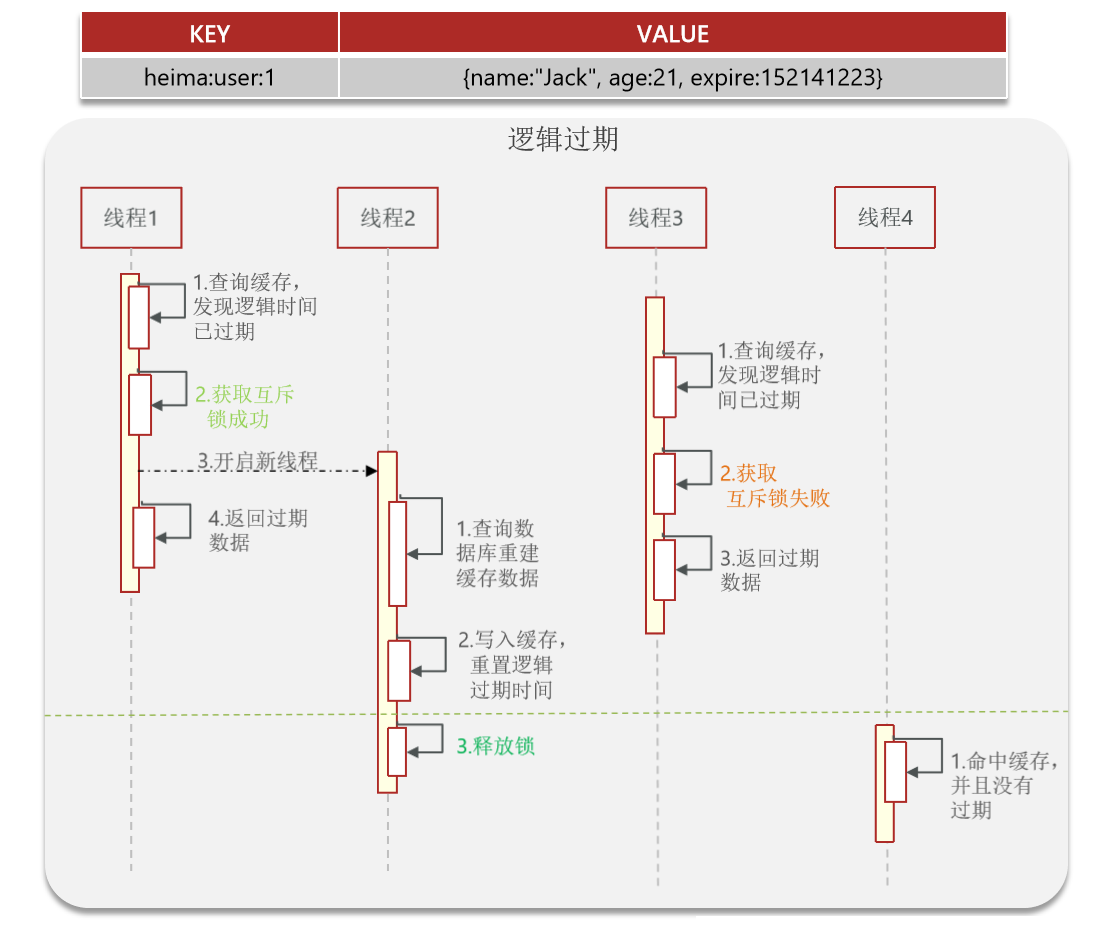 KEY VALUE
heima:user:1 {name:"Jack", age:21, expire:152141223}
逻辑过期
线程1
线程2
线程3
线程4
1.查询缓存,
发现逻辑时间
已过期
2.获取互斥
锁成功
3.开启新线程
4.返回过期
数据
1.查询数
据库重建
缓存数据
2.写入缓存,
重置逻辑
过期时间
3.释放锁
1.查询缓存,
发现逻辑时
间已过期
2.获取
互斥锁失败
3.返回过期
数据
1.命中缓存,
并且没有
过期